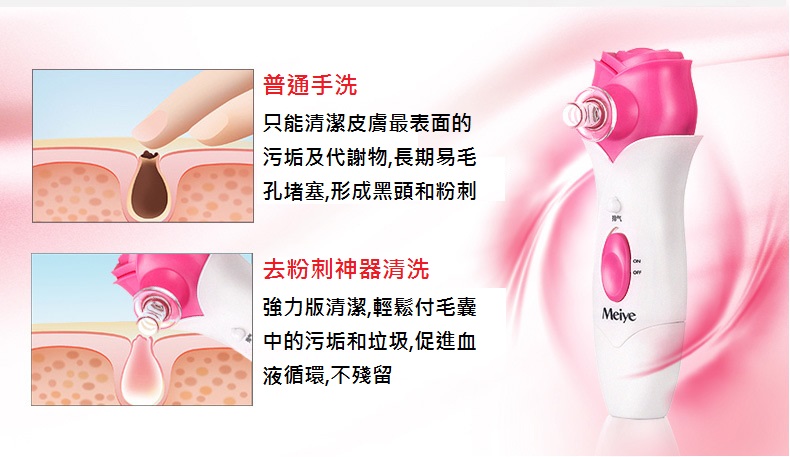 普通手洗
只能清潔皮膚最表面的
污垢及代謝物,長期易毛
孔堵塞,形成黑頭和粉刺
去粉刺神器清洗
強力版清潔,輕鬆付毛囊
中的污垢和垃圾,促進血
液循環,不殘留
排气
ON
OFF
Meiye